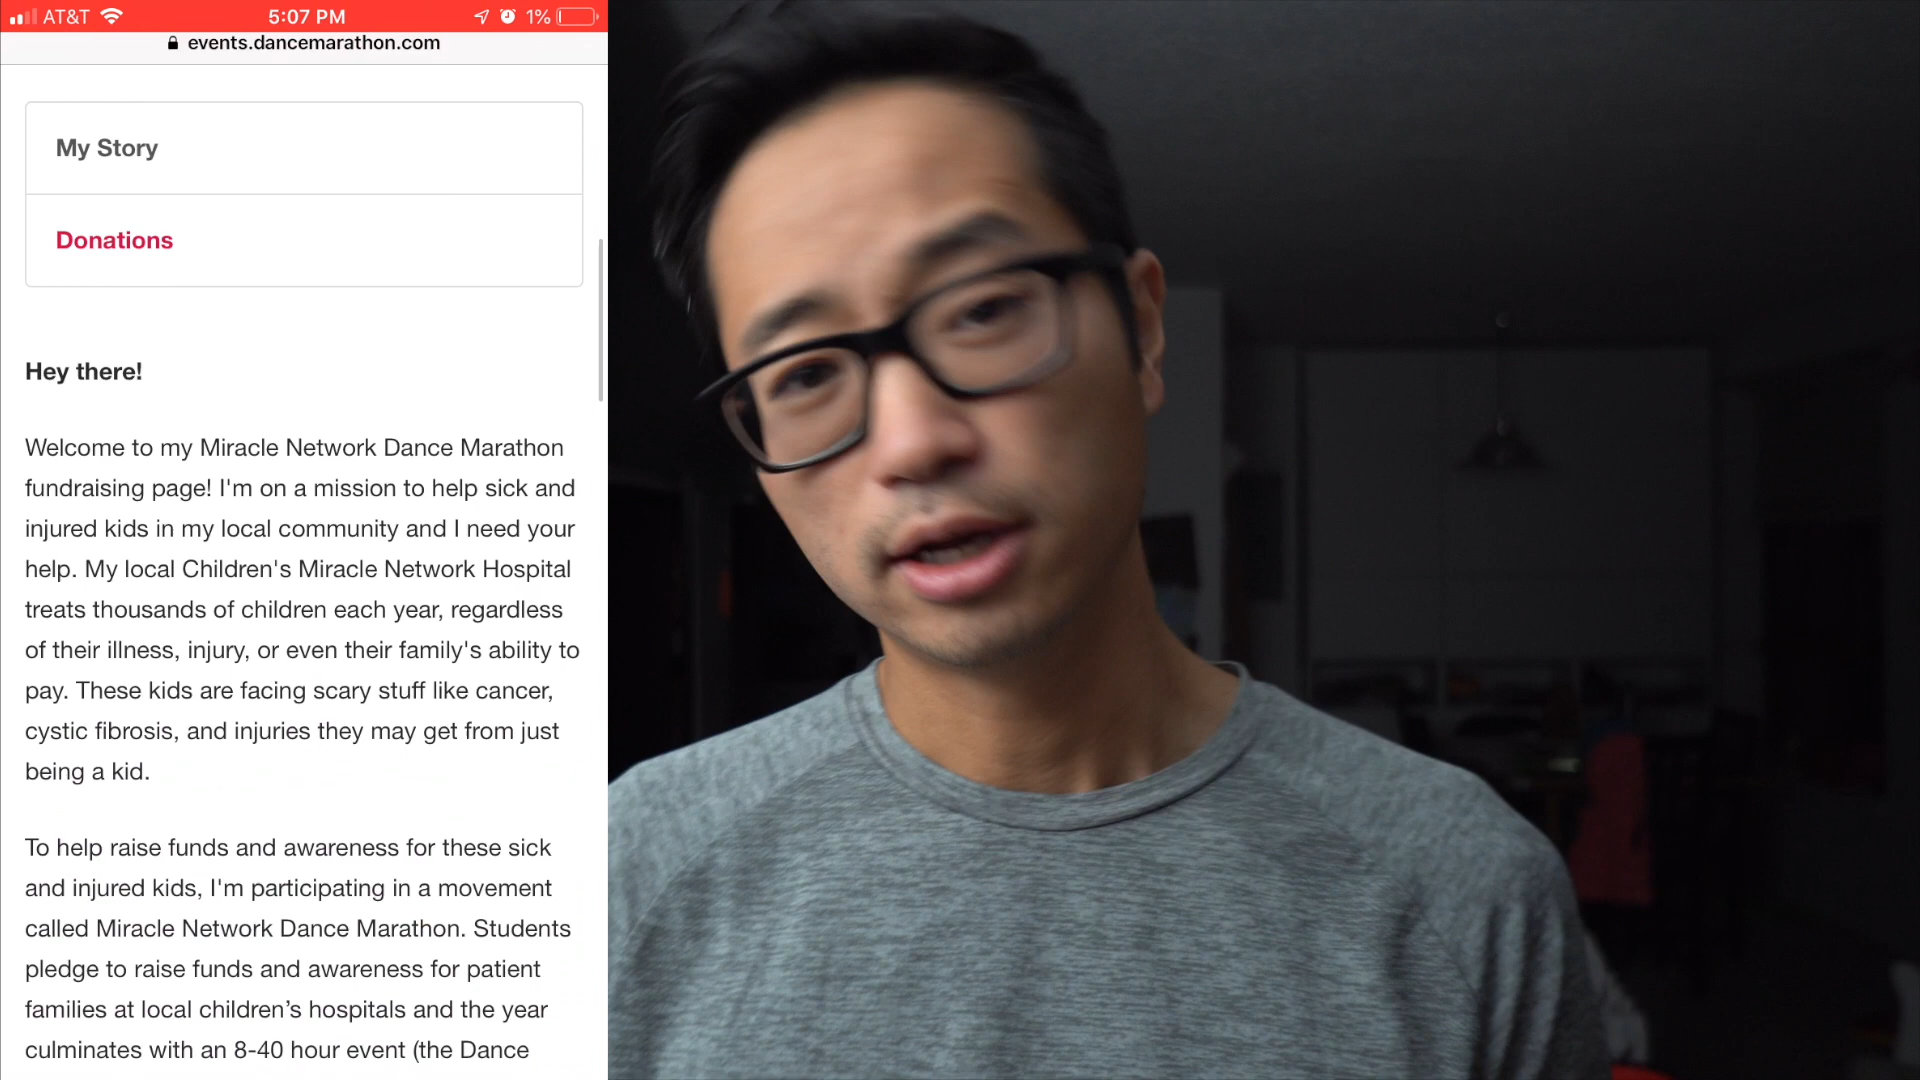 AT&T 5:07 PM 1%
events.dancemarathon.com
My Story
Donations
Hey there!
Welcome to my Miracle Network Dance Marathon
fundraising page! I'm on a mission to help sick and
injured kids in my local community and I need your
help. My local Children's Miracle Network Hospital
treats thousands of children each year, regardless
of their illness, injury, or even their family's ability to
pay. These kids are facing scary stuff like cancer,
cystic fibrosis, and injuries they may get from just
being a kid.
To help raise funds and awareness for these sick
and injured kids, I'm participating in a movement
called Miracle Network Dance Marathon. Students
pledge to raise funds and awareness for patient
families at local children’s hospitals and the year
culminates with an 8-40 hour event (the Dance